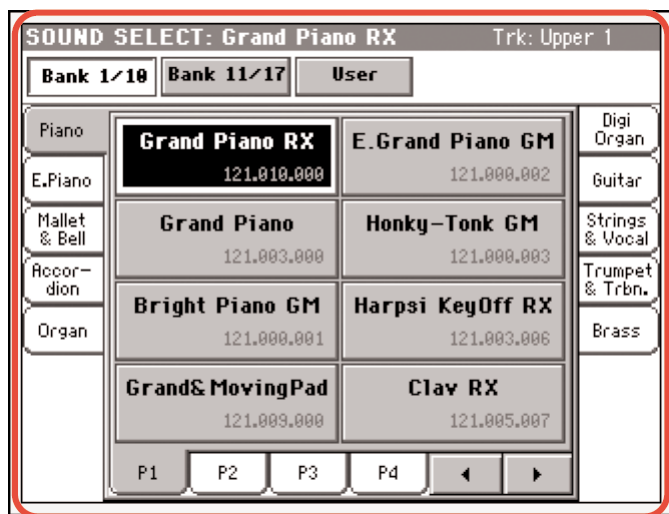 SOUND SELECT: Grand Piano RX Trk: Upper 1
Bank 1/10 Bank 11/17 User
Piano
E.Piano
Mallet
& Bell
Accor-
dion
Organ
Grand Piano RX
121.010.000
E.Grand Piano GM
121.000.002
Grand Piano
121.003.000
Honky-Tonk GM
121.000.003
Bright Piano GM
121.000.001
Harpsi KeyOff RX
121.003.006
Grand&MovingPad
121.009.000
Clav RX
121.005.007
Digi
Organ
Guitar
Strings
& Vocal
Trumpet
& Trbn.
Brass
P1 P2 P3 P4